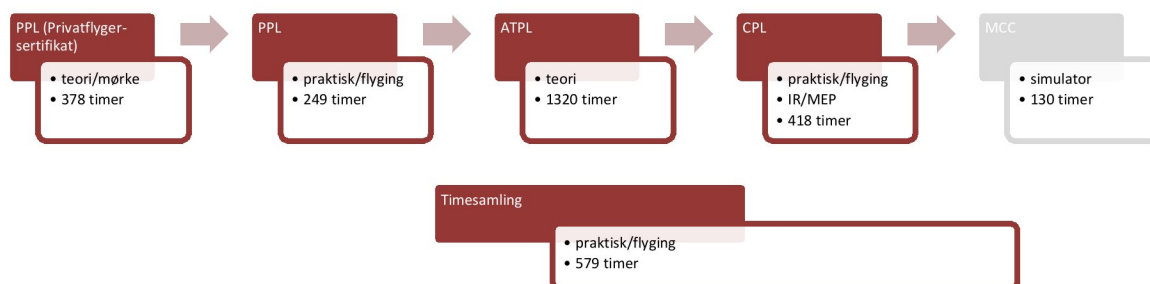 PPL (Privatflyger-
sertifikat)
• teori/mørke
• 378 timer
PPL
• praktisk/flyging
• 249 timer
ATPL
• teori
• 1320 timer
CPL
• praktisk/flyging
• IR/MEP
• 418 timer
MCC
• simulator
• 130 timer
Timesamling
• praktisk/flyging
• 579 timer